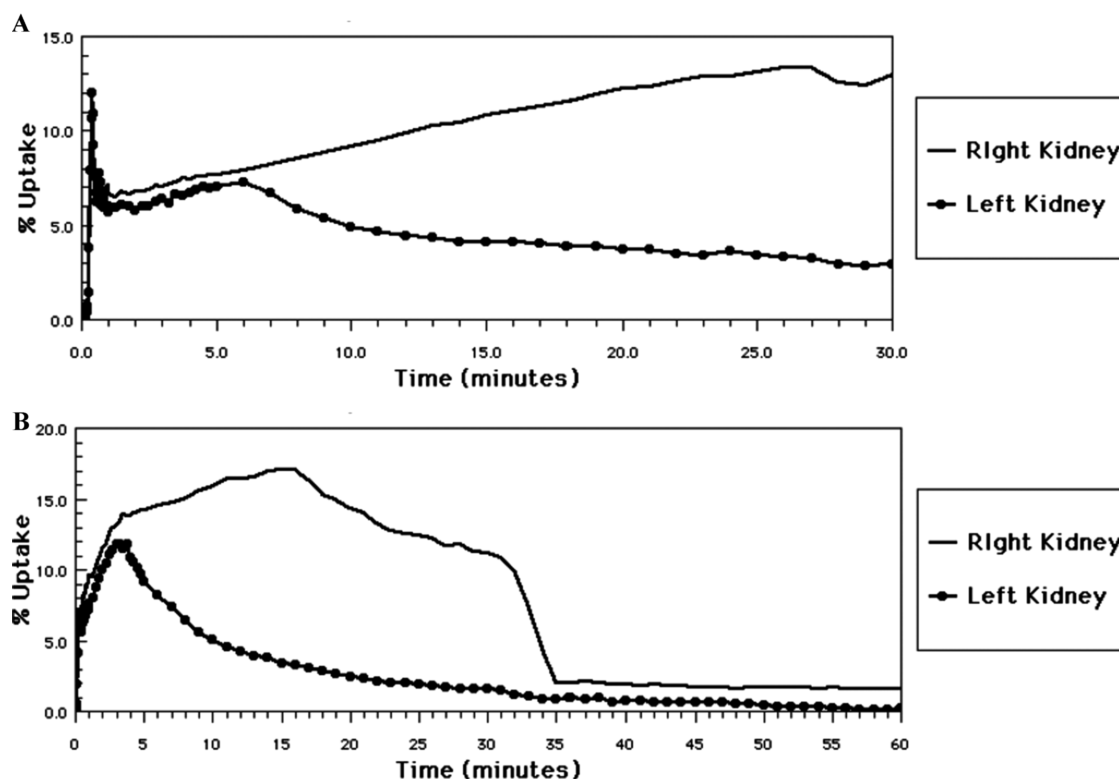 A
15.0
10.0
5.0
0.0
% Uptake
0.0 5.0 10.0 15.0 20.0 25.0 30.0
Time (minutes)
RIght Kidney
Left Kidney
B
20.0
15.0
10.0
5.0
0.0
% Uptake
0 5 10 15 20 25 30 35 40 45 50 55 60
Time (minutes)
RIght Kidney
Left Kidney